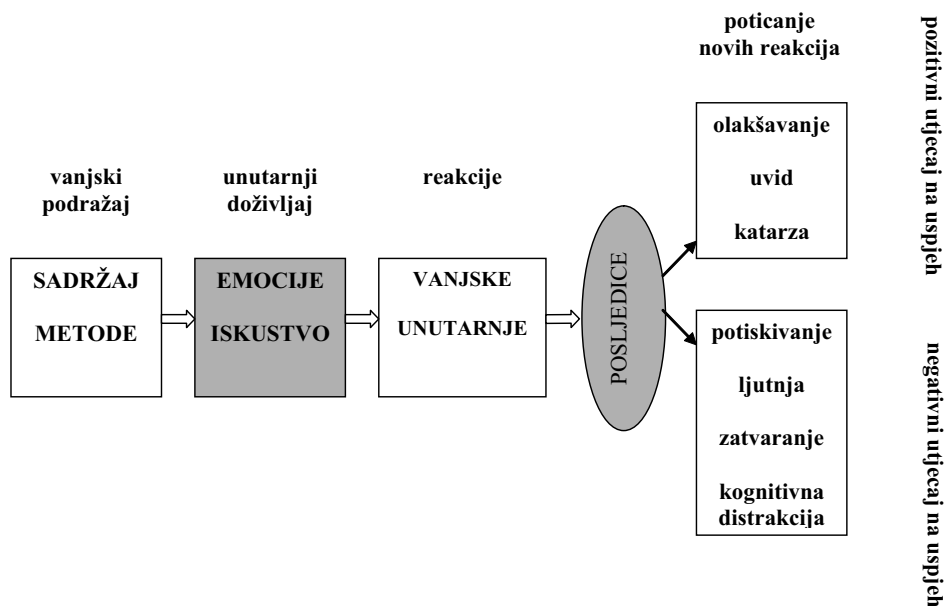 poticanje
novih reakcija
vanjski
podražaj
unutarnji
doživljaj
reakcije
SADRŽAJ
METODE
EMOCIJE
ISKUSTVO
VANJSKE
UNUTARNJE
POSLJEDICE
olakšavanje
uvid
katarza
potiskivanje
ljutnja
zatvaranje
kognitivna
distrakcija
pozitivni utjecaj na uspjeh
negativni utjecaj na uspjeh